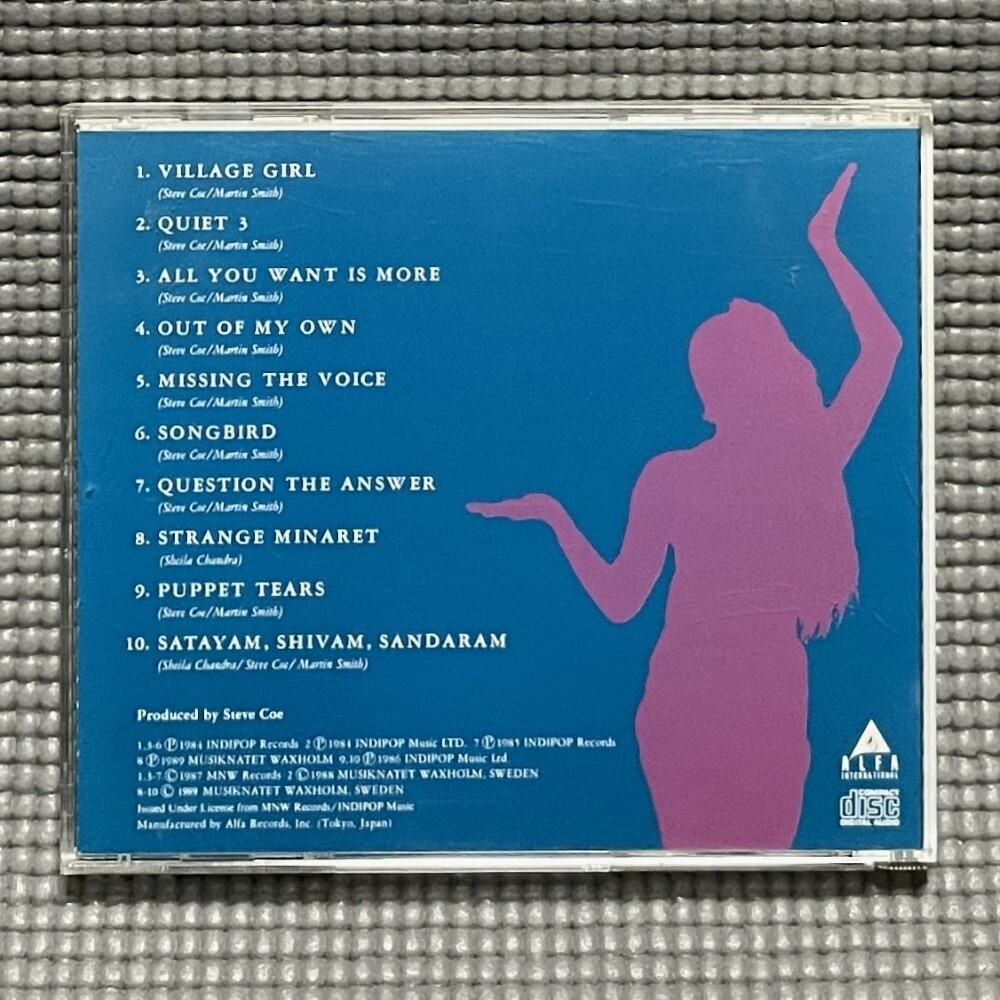 1. VILLAGE GIRL
(Steve Coe/Martin Smith)
2. QUIET 3
(Steve Coe/Martin Smith)
3. ALL YOU WANT IS MORE
(Steve Coe/Martin Smith)
4. OUT OF MY OWN
(Steve Coe/Martin Smith)
5. MISSING THE VOICE
(Steve Coe/Martin Smith)
6. SONGBIRD
(Steve Coe/Martin Smith)
7. QUESTION THE ANSWER
(Steve Coe/Martin Smith)
8. STRANGE MINARET
(Sheila Chandra)
9. PUPPET TEARS
(Steve Coe/Martin Smith)
10. SATAYAM, SHIVAM, SANDARAM
(Sheila Chandra/Steve Coe/Martin Smith)
Produced by Steve Coe
1.3-6 Ⓟ1984 INDIPOP Records 2 Ⓟ1984 INDIPOP Music LTD. 7 Ⓟ1985 INDIPOP Records
8 Ⓟ1989 MUSIKNATET WAXHOLM 9,10 Ⓟ1986 INDIPOP Music Ltd.
1.3-7 ©1987 MNW Records 2 ©1988 MUSIKNATET WAXHOLM, SWEDEN
8-10 © 1989 MUSIKNATET WAXHOLM, SWEDEN
Issued Under License from MNW Records/INDIPOP Music
Manufactured by Alfa Records, Inc. (Tokyo, Japan)
ALFA
INTERNATIONAL
COMPACT
disc
DIGITAL AUDIO